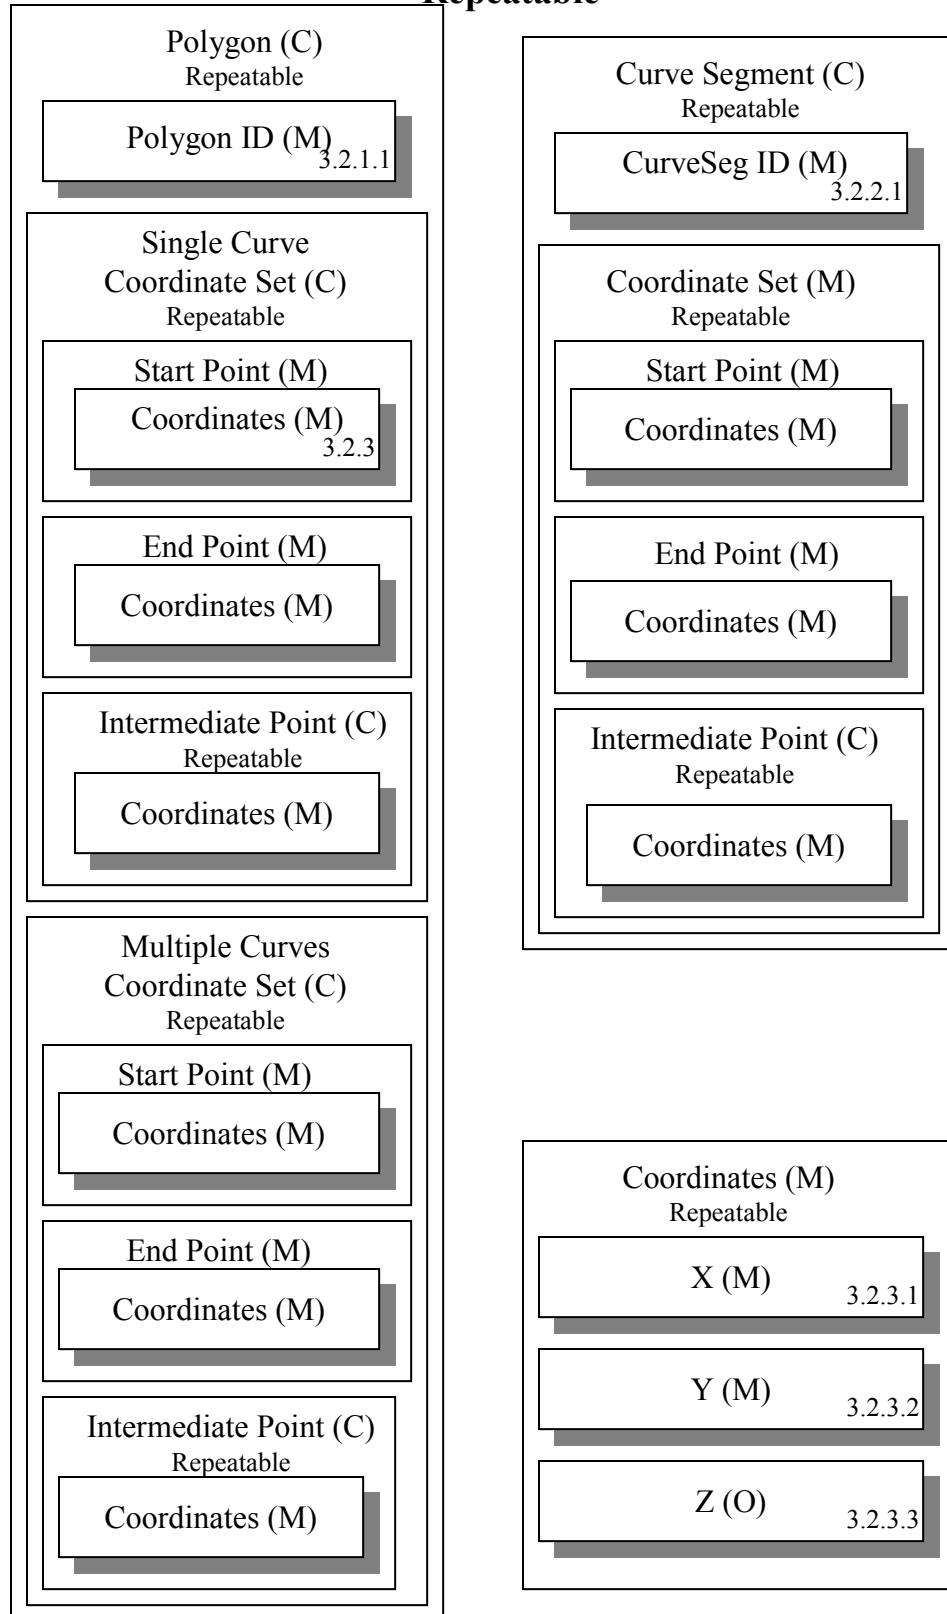 Repeatable
Polygon (C)
Repeatable
Polygon ID (M)
3.2.1.1
Single Curve
Coordinate Set (C)
Repeatable
Start Point (M)
Coordinates (M)
3.2.3
End Point (M)
Coordinates (M)
Intermediate Point (C)
Repeatable
Coordinates (M)
Multiple Curves
Coordinate Set (C)
Repeatable
Start Point (M)
Coordinates (M)
End Point (M)
Coordinates (M)
Intermediate Point (C)
Repeatable
Coordinates (M)
Curve Segment (C)
Repeatable
CurveSeg ID (M)
3.2.2.1
Coordinate Set (M)
Repeatable
Start Point (M)
Coordinates (M)
End Point (M)
Coordinates (M)
Intermediate Point (C)
Repeatable
Coordinates (M)
Coordinates (M)
Repeatable
X (M)
3.2.3.1
Y (M)
3.2.3.2
Z (O)
3.2.3.3